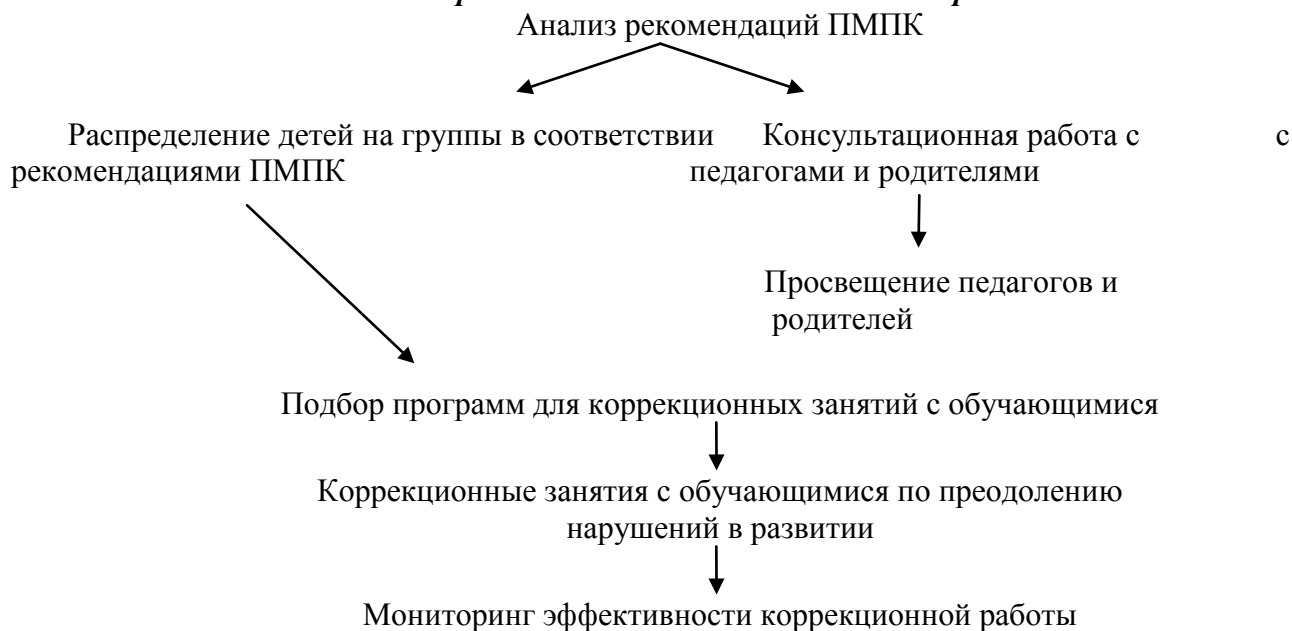 Анализ рекомендаций ПМПК
Распределение детей на группы в соответствии Консультационная работа с с
рекомендациями ПМПК педагогами и родителями
Просвещение педагогов и
родителей
Подбор программ для коррекционных занятий с обучающимися
Коррекционные занятия с обучающимися по преодолению
нарушений в развитии
Мониторинг эффективности коррекционной работы